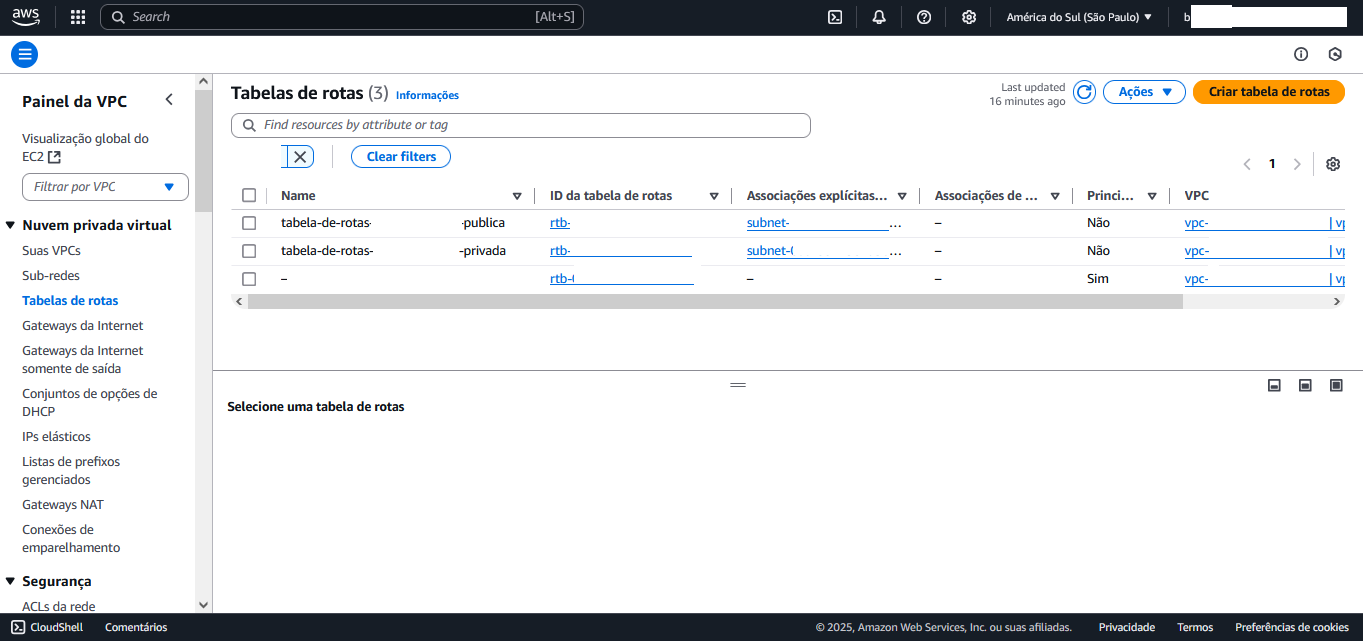 aws Search [Alt+S] América do Sul (São Paulo) b
Painel da VPC
Visualização global do
EC2
Filtrar por VPC
Nuvem privada virtual
Suas VPCs
Sub-redes
Tabelas de rotas
Gateways da Internet
Gateways da Internet
somente de saída
Conjuntos de opções de
DHCP
IPs elásticos
Listas de prefixos
gerenciados
Gateways NAT
Conexões de
emparelhamento
Segurança
ACLs da rede
Tabelas de rotas (3) Informações
Last updated
16 minutes ago
Ações
Criar tabela de rotas
Find resources by attribute or tag
Clear filters
1
Name ID da tabela de rotas Associações explícitas... Associações de ... Princi... VPC
tabela-de-rotas- -publica rtb- subnet- ... – Não vpc- | vp
tabela-de-rotas- -privada rtb- subnet-0 ... – Não vpc- | vp
– rtb-0 – – Sim vpc- | vp
Selecione uma tabela de rotas
CloudShell Comentários © 2025, Amazon Web Services, Inc. ou suas afiliadas. Privacidade Termos Preferências de cookies